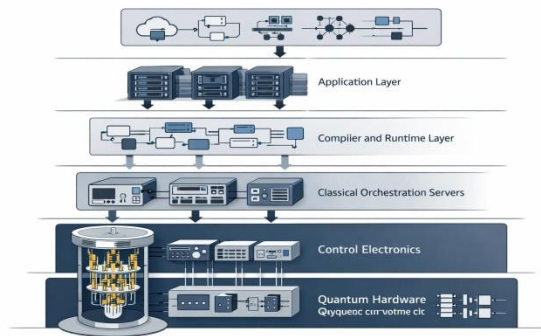 Application Layer
Compiler and Runtime Layer
Classical Orchestration Servers
Control Electronics
Quantum Hardware